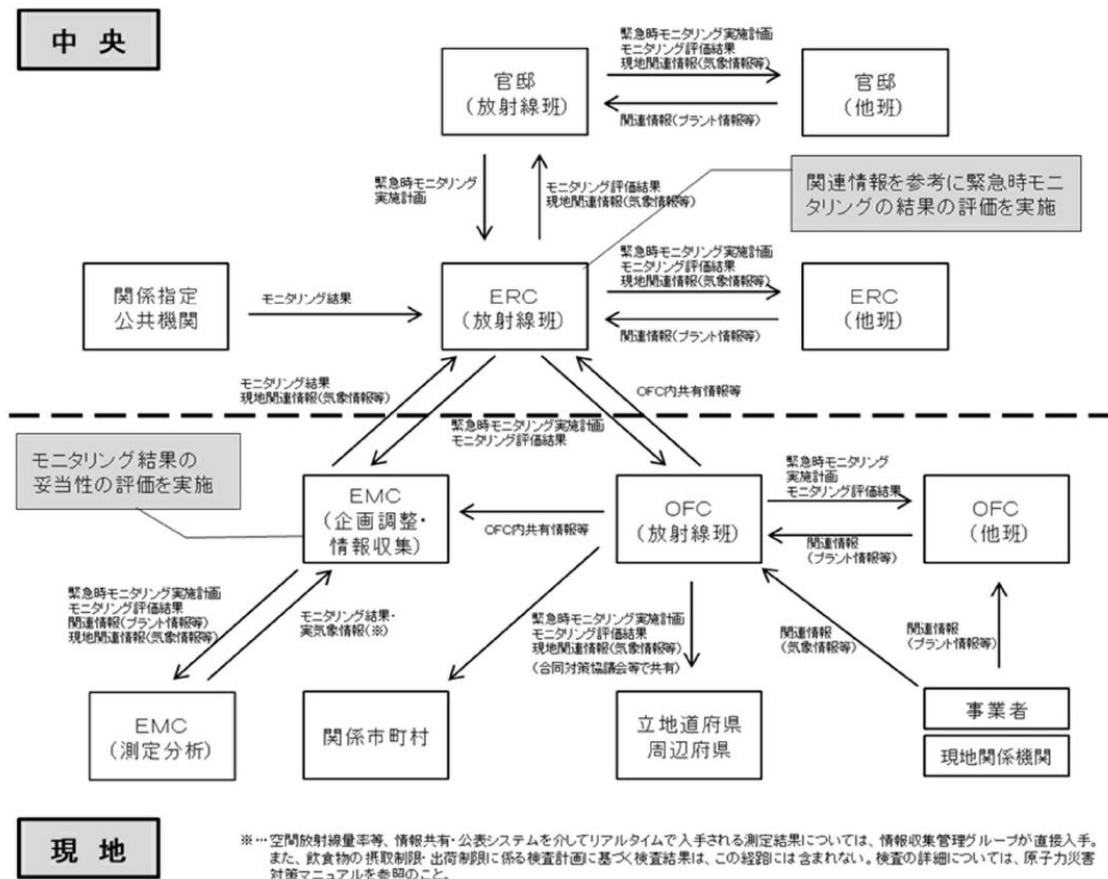 中 央
緊急時モニタリング実施計画
モニタリング評価結果
現地関連情報(気象情報等)
官邸
(放射線班)
官邸
(他班)
関連情報(プラント情報等)
緊急時モニタリング
実施計画
モニタリング評価結果
現地関連情報(気象情報等)
関連情報を参考に緊急時モニ
タリングの結果の評価を実施
緊急時モニタリング実施計画
モニタリング評価結果
現地関連情報(気象情報等)
関係指定
公共機関
モニタリング結果
ERC
(放射線班)
ERC
(他班)
関連情報(プラント情報等)
モニタリング結果
現地関連情報(気象情報等)
OFC内共有情報等
緊急時モニタリング実施計画
モニタリング評価結果
モニタリング結果の
妥当性の評価を実施
緊急時モニタリング
実施計画
モニタリング評価結果
EMC
(企画調整・
情報収集)
OFC内共有情報等
OFC
(放射線班)
OFC
(他班)
関連情報
(プラント情報等)
緊急時モニタリング実施計画
モニタリング評価結果
関連情報(プラント情報等)
現地関連情報(気象情報等)
モニタリング結果・
実気象情報(※)
緊急時モニタリング実施計画
モニタリング評価結果
現地関連情報(気象情報等)
(合同対策協議会等で共有)
関連情報
(気象情報等)
関連情報
(プラント情報等)
EMC
(測定分析)
関係市町村
立地道府県
周辺府県
事業者
現地関係機関
現 地
※…空間放射線量率等、情報共有・公表システムを介してリアルタイムで入手される測定結果については、情報収集管理グループが直接入手。
また、飲食物の摂取制限・出荷制限に係る検査計画に基づく検査結果は、この経路には含まれない。検査の詳細については、原子力災害
対策マニュアルを参照のこと。